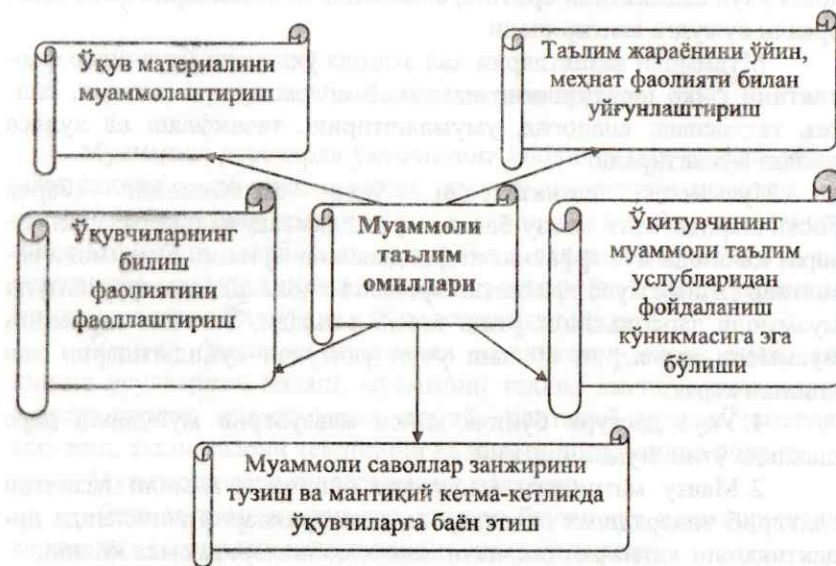 Ўқув материалини
муаммолаштириш
Таълим жараёнини ўйин,
меҳнат фаолияти билан
уйғунлаштириш
Ўқувчиларнинг
билиш
фаолиятини
фаоллаштириш
Муаммоли
таълим
омиллари
Ўқитувчининг
муаммоли таълим
услубларидан
фойдаланиш
кўникмасига эга
бўлиши
Муаммоли саволлар занжирини
тузиш ва мантиқий кетма-кетликда
ўқувчиларга баён этиш